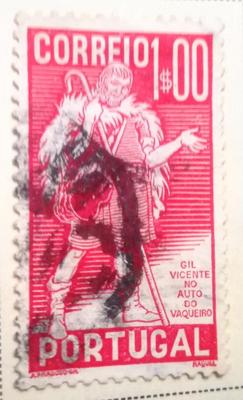 CORREIO 1$00
GIL
VICENTE
NO
AUTO
DO
VAQUEIRO
PORTUGAL